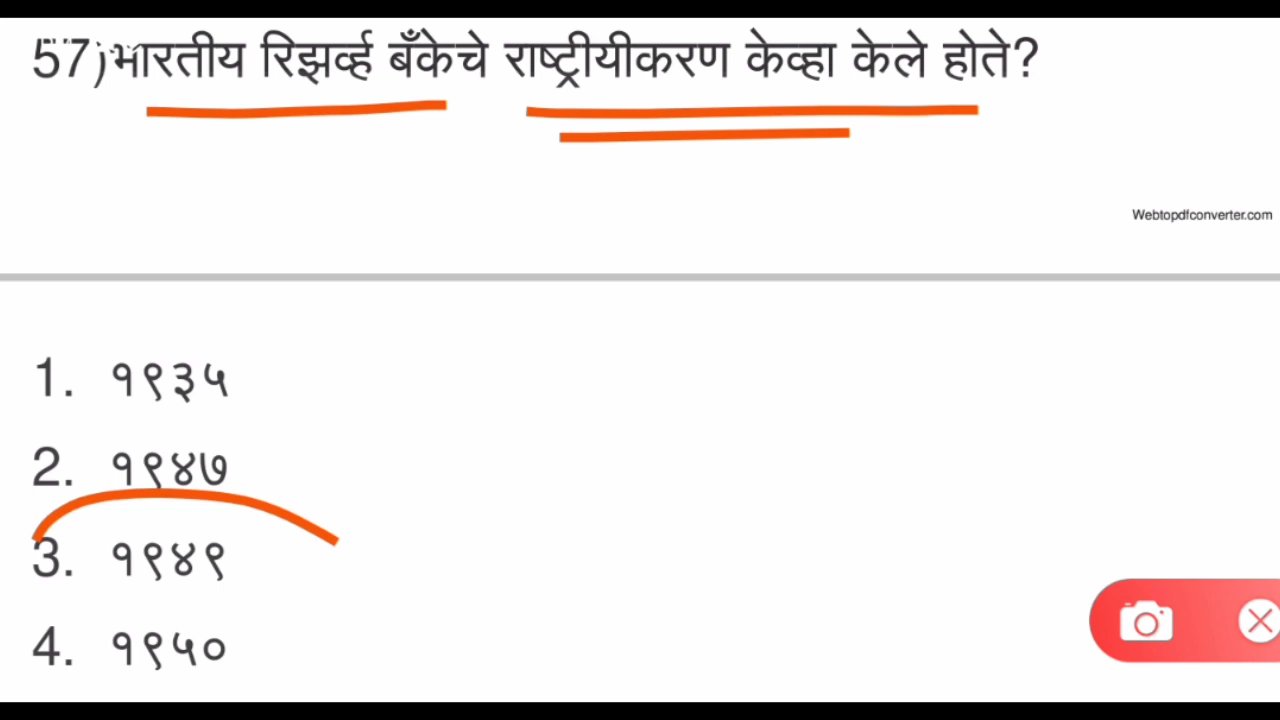 57)भारतीय रिझर्व्ह बँकेचे राष्ट्रीयीकरण केव्हा केले होते?
Webtopdfconverter.com
1. १९३५
2. १९४७
3. १९४९
4. १९५०